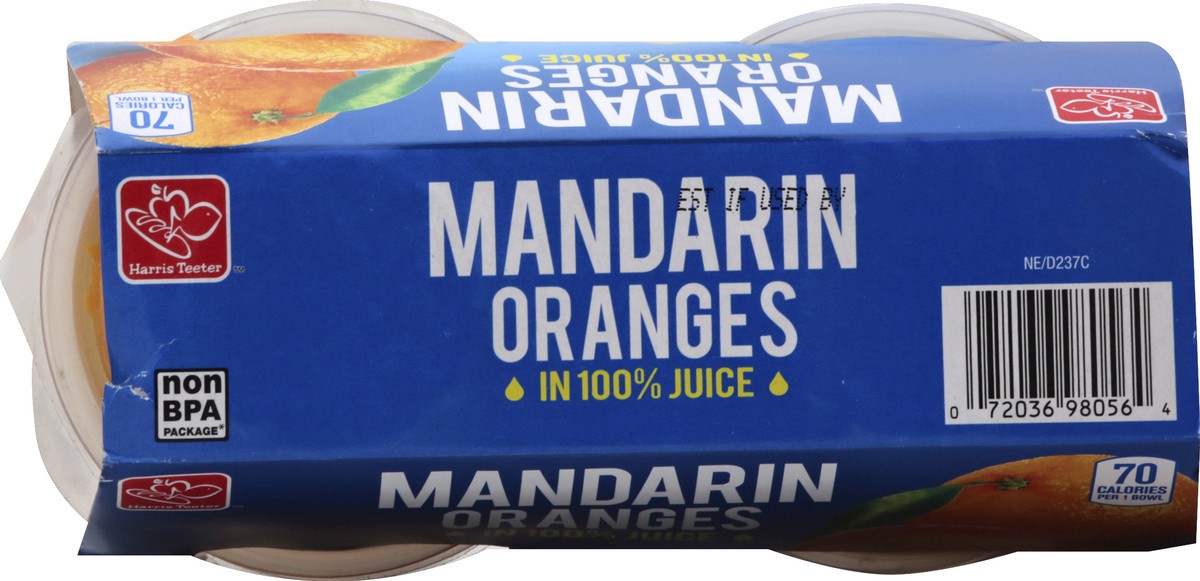 MANDARIN
ORANGES
IN 100% JUICE
70
CALORIES
PER 1 BOWL
Harris Teeter
Harris Teeter™
MANDARIN
EST IF USED BY
ORANGES
IN 100% JUICE
NE/D237C
0 72036 98056 4
non
BPA
PACKAGE*
Harris Teeter
MANDARIN
ORANGES
IN 100% JUICE
70
CALORIES
PER 1 BOWL